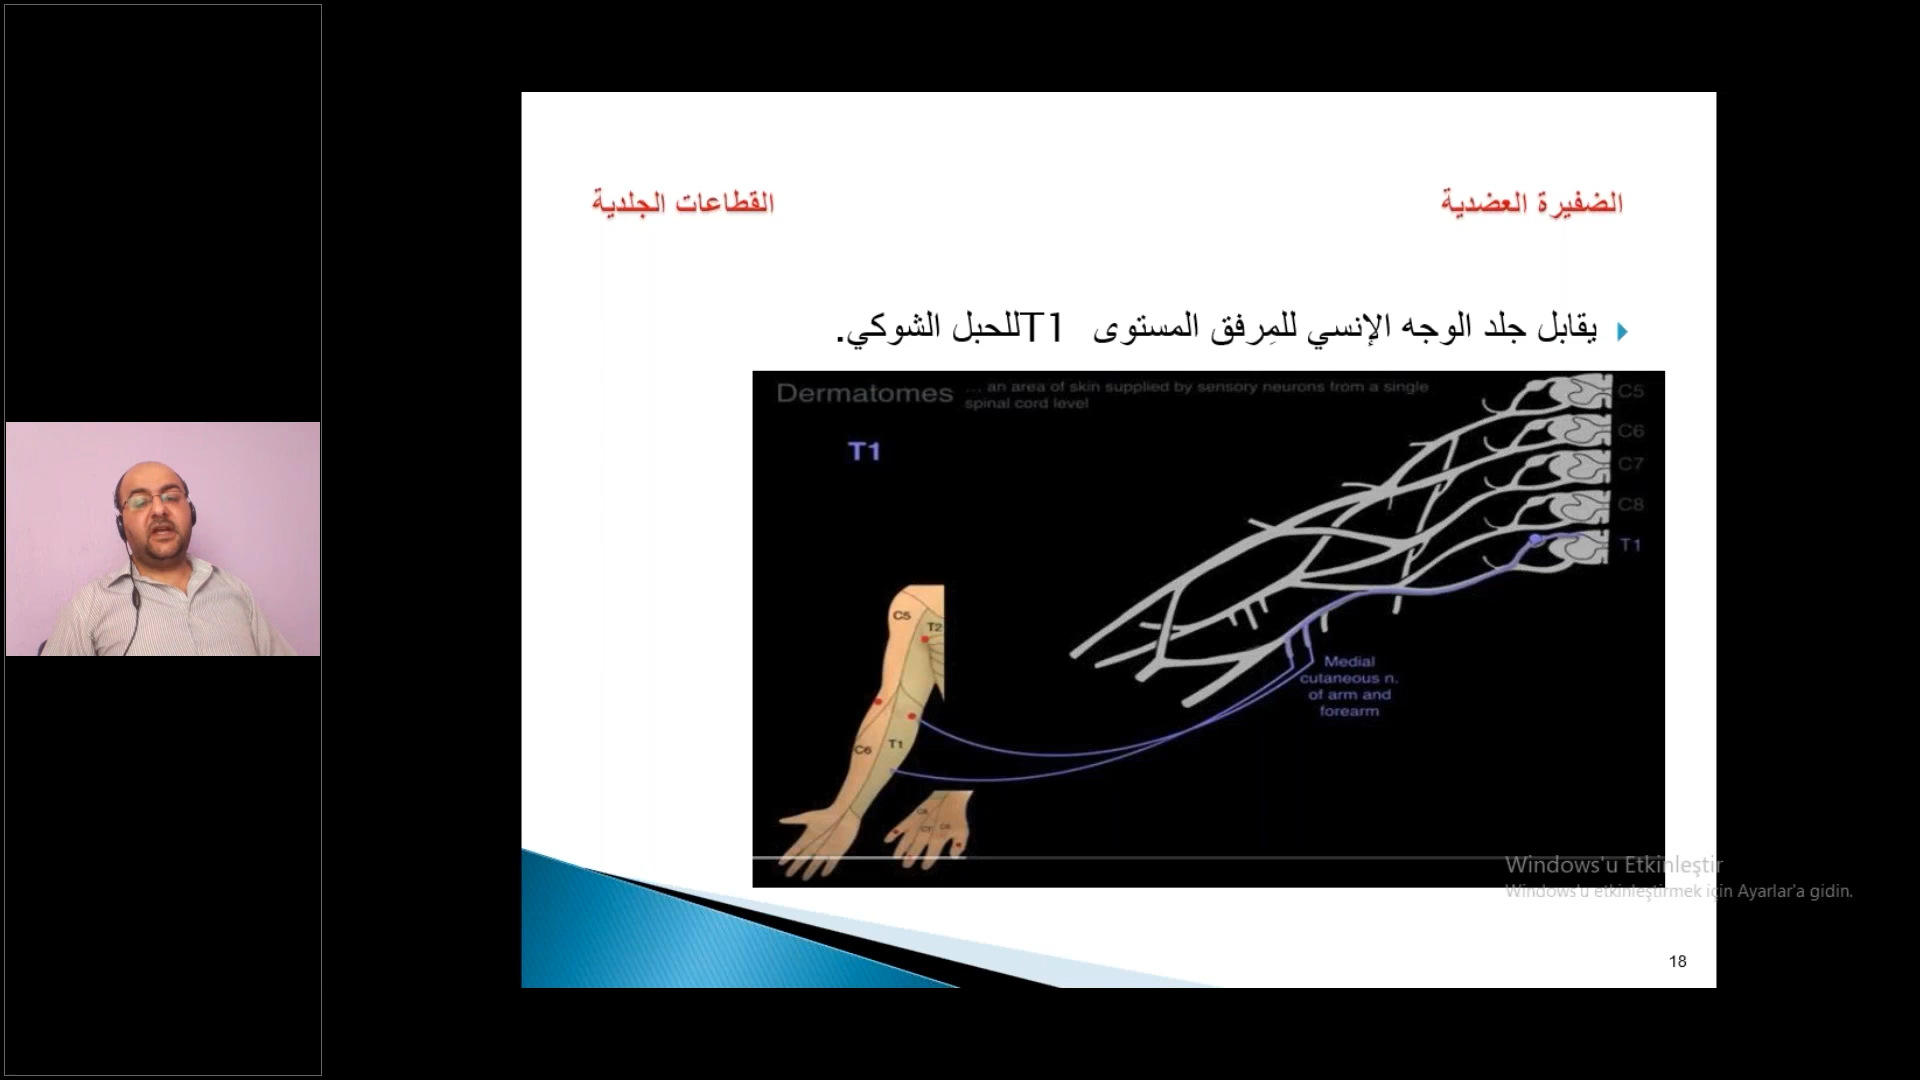 الضفيرة العضدية
القطاعات الجلدية
يقابل جلد الوجه الإنسي للمِرفق المستوى T1للحبل الشوكي.
Dermatomes
... an area of skin supplied by sensory neurons from a single
spinal cord level
T1
C5
C6
C7
C8
T1
C5
T2
C6
T1
Medial
cutaneous n.
of arm and
forearm
C7
Windows'u Etkinleştir
Windows'u etkinleştirmek için Ayarlar'a gidin.
18